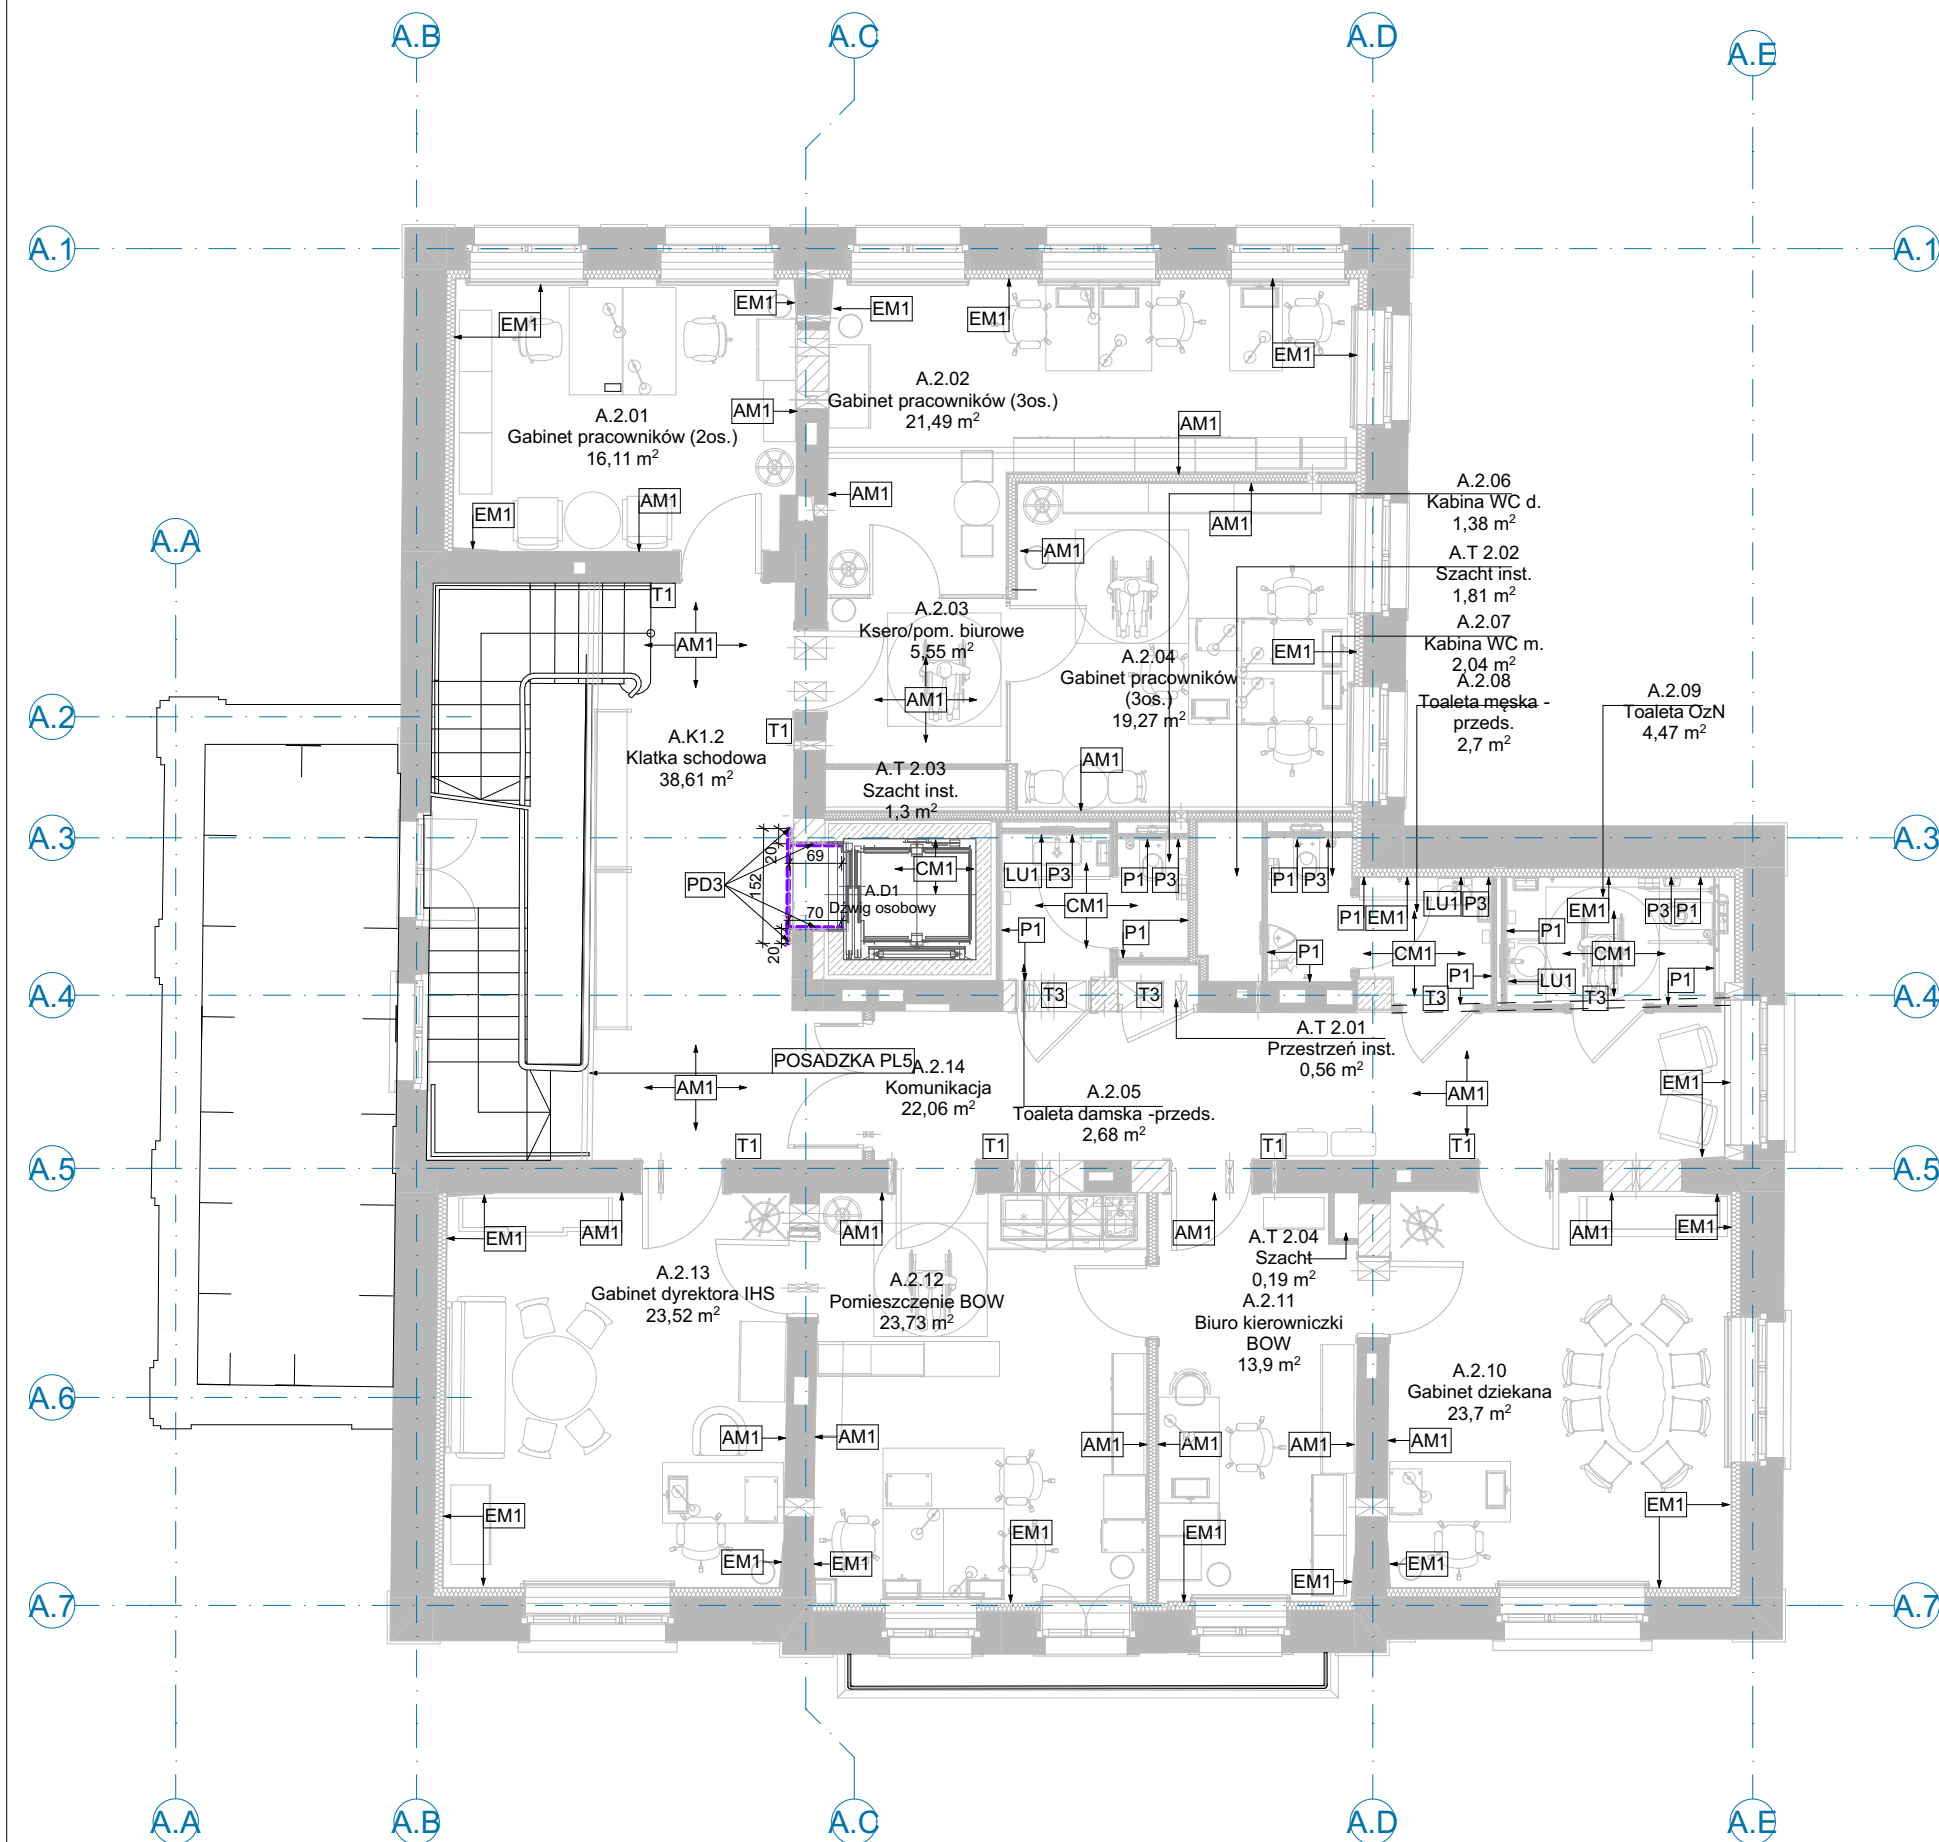 A.B
A.C
A.D
A.E
A.1
A.1
EM1
EM1
EM1
EM1
EM1
A.2.01
Gabinet pracowników (2os.)
16,11 m²
AM1
A.2.02
Gabinet pracowników (3os.)
21,49 m²
AM1
EM1
AM1
AM1
AM1
AM1
A.2.06
Kabina WC d.
1,38 m²
A.T 2.02
Szacht inst.
1,81 m²
A.2.07
Kabina WC m.
2,04 m²
A.2.08
Toaleta męska -
przeds.
2,7 m²
A.2.09
Toaleta OzN
4,47 m²
A.A
T1
AM1
A.2.03
Ksero/pom. biurowe
5,55 m²
AM1
A.2.04
Gabinet pracowników
(3os.)
19,27 m²
EM1
A.2
T1
A.K1.2
Klatka schodowa
38,61 m²
A.T 2.03
Szacht inst.
1,3 m²
AM1
A.3
A.3
PD3
20
152
20
69
70
CM1
A.D1
Dźwig osobowy
LU1
P3
P1
P3
CM1
P1
P1
P1
P3
P1
P1
EM1
LU1
P3
CM1
P1
P1
EM1
P3
P1
CM1
LU1
P1
A.4
A.4
T3
T3
T3
T3
A.T 2.01
Przestrzeń inst.
0,56 m²
POSADZKA PL5
AM1
A.2.14
Komunikacja
22,06 m²
A.2.05
Toaleta damska -przeds.
2,68 m²
AM1
EM1
T1
T1
T1
T1
A.5
A.5
EM1
AM1
AM1
AM1
AM1
EM1
A.T 2.04
Szacht
0,19 m²
A.2.13
Gabinet dyrektora IHS
23,52 m²
A.2.12
Pomieszczenie BOW
23,73 m²
A.2.11
Biuro kierowniczki
BOW
13,9 m²
A.2.10
Gabinet dziekana
23,7 m²
A.6
A.6
AM1
AM1
AM1
AM1
AM1
AM1
EM1
EM1
EM1
EM1
EM1
EM1
EM1
EM1
A.7
A.7
A.A
A.B
A.C
A.D
A.E